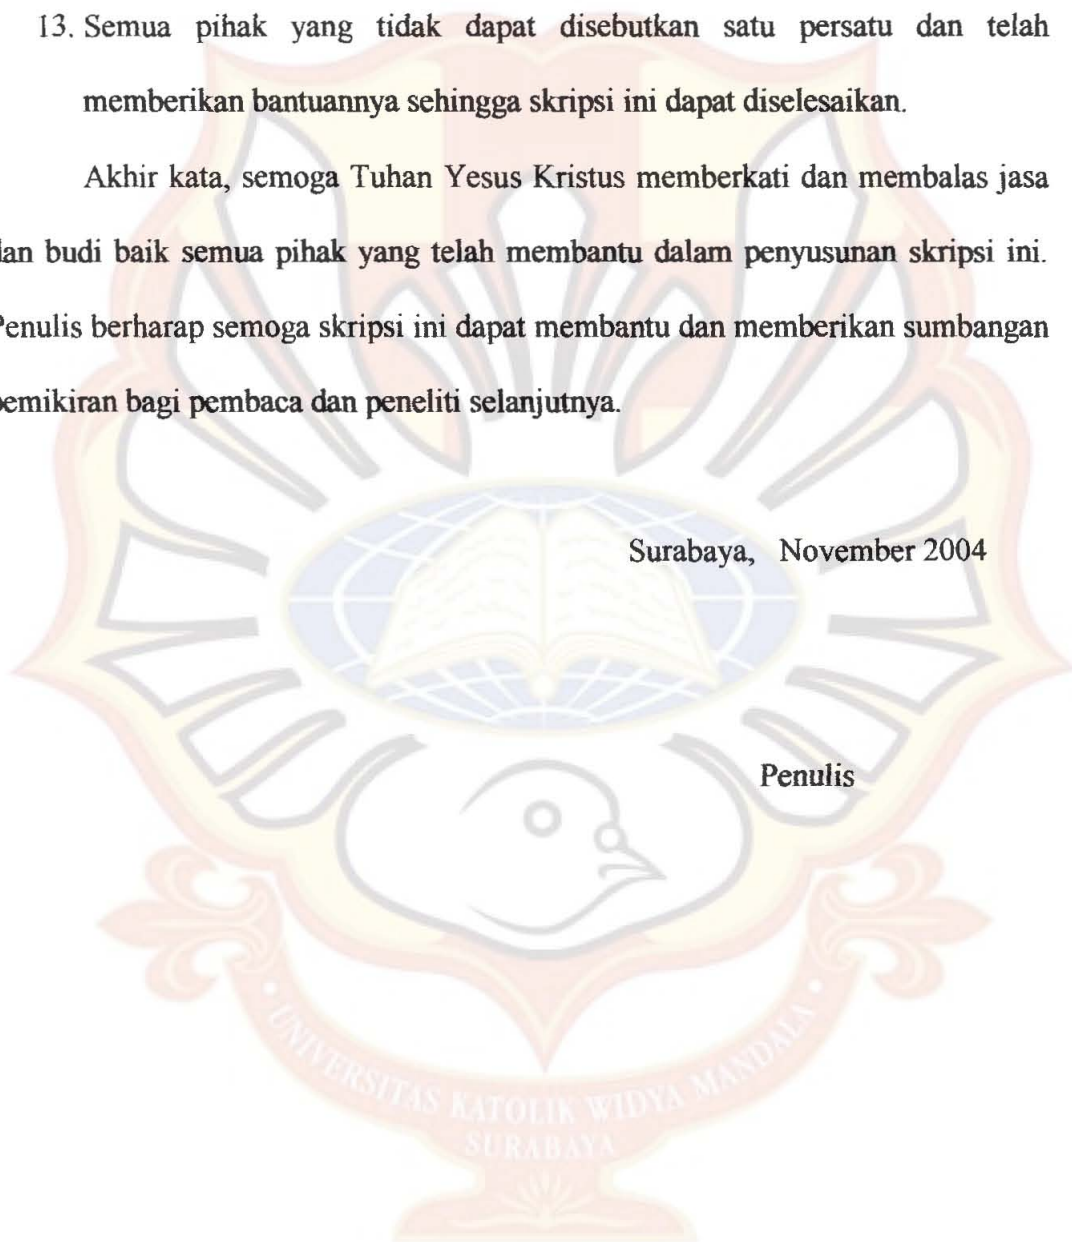 13. Semua pihak yang tidak dapat disebutkan satu persatu dan telah
memberikan bantuannya sehingga skripsi ini dapat diselesaikan.
Akhir kata, semoga Tuhan Yesus Kristus memberkati dan membalas jasa
dan budi baik semua pihak yang telah membantu dalam penyusunan skripsi ini.
Penulis berharap semoga skripsi ini dapat membantu dan memberikan sumbangan
pemikiran bagi pembaca dan peneliti selanjutnya.
Surabaya, November 2004
Penulis
UNIVERSITAS KATOLIK WIDYA MANDALA
SURABAYA